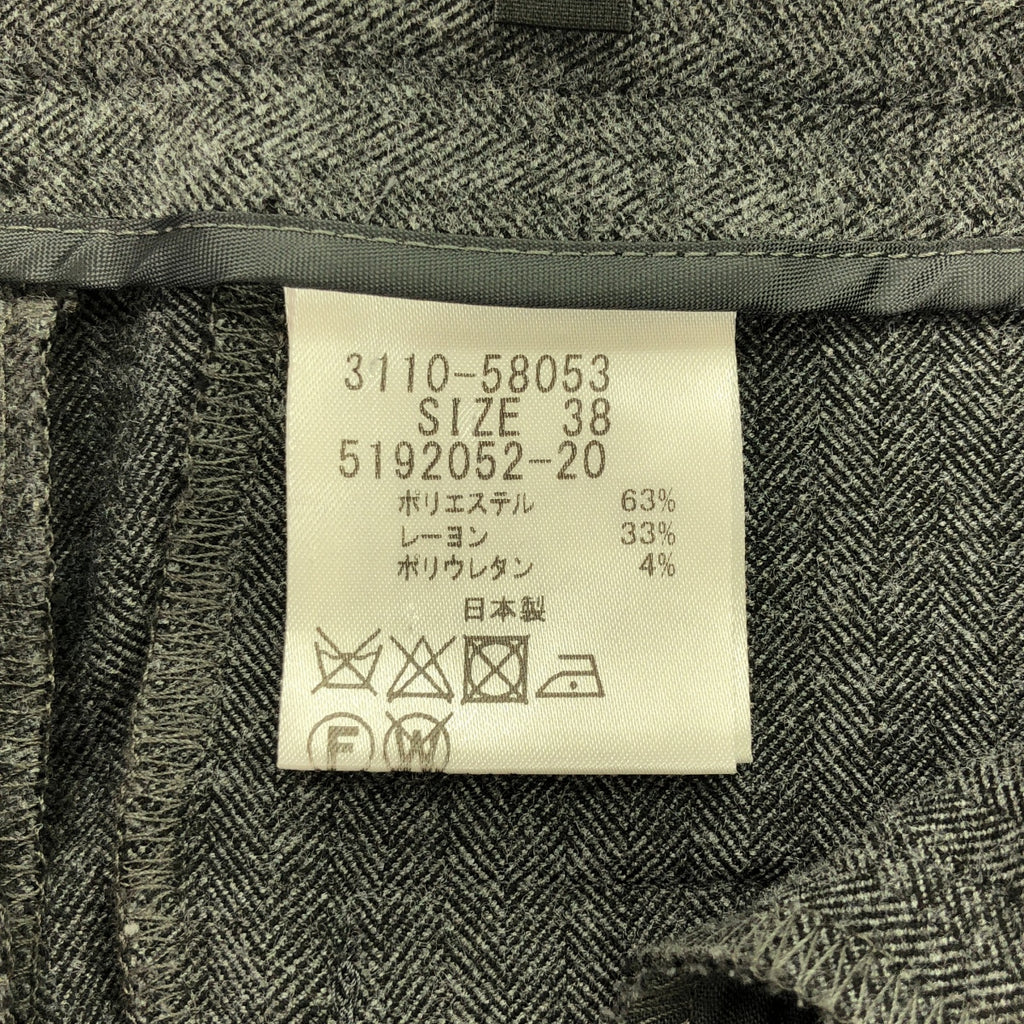 3110-58053
SIZE 38
5192052-20
ポリエステル 63%
レーヨン 33%
ポリウレタン 4%
日本製
F W